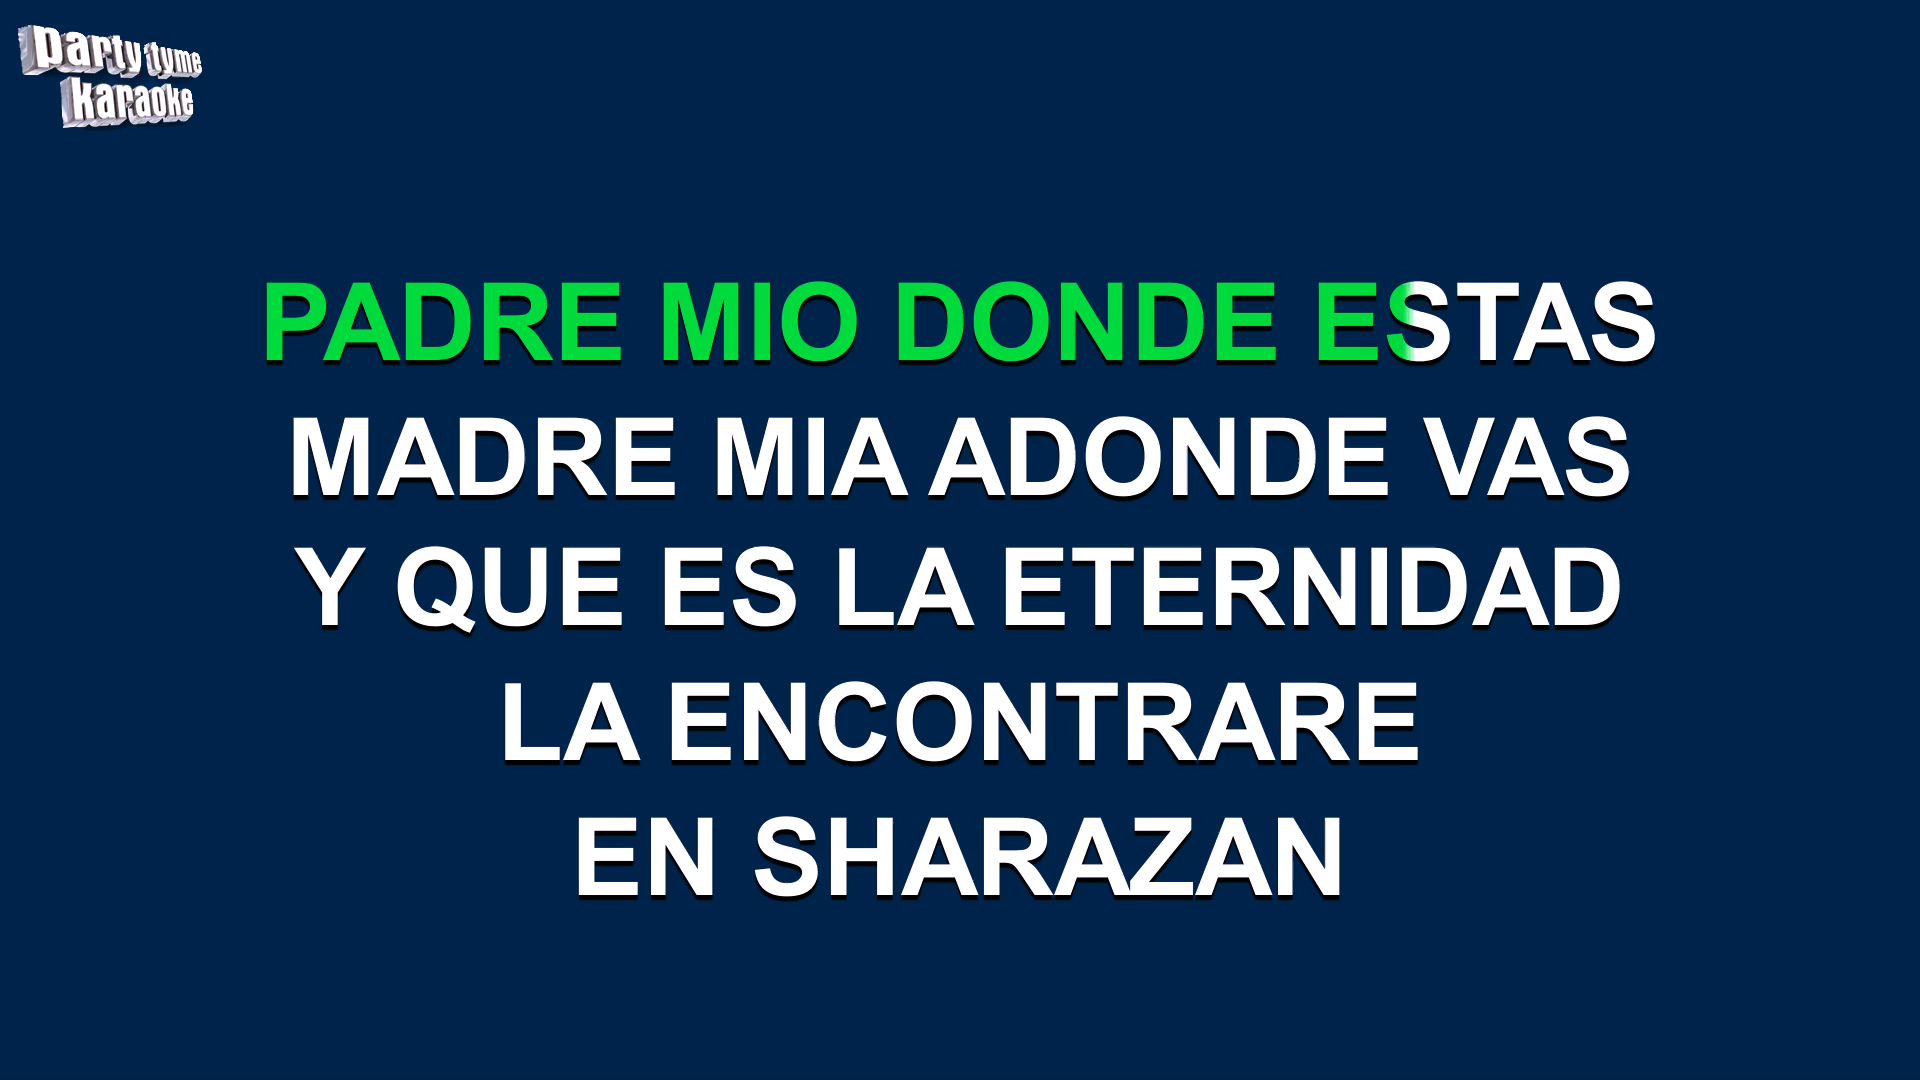 party tyme
karaoke
PADRE MIO DONDE ESTAS
MADRE MIA ADONDE VAS
Y QUE ES LA ETERNIDAD
LA ENCONTRARE
EN SHARAZAN